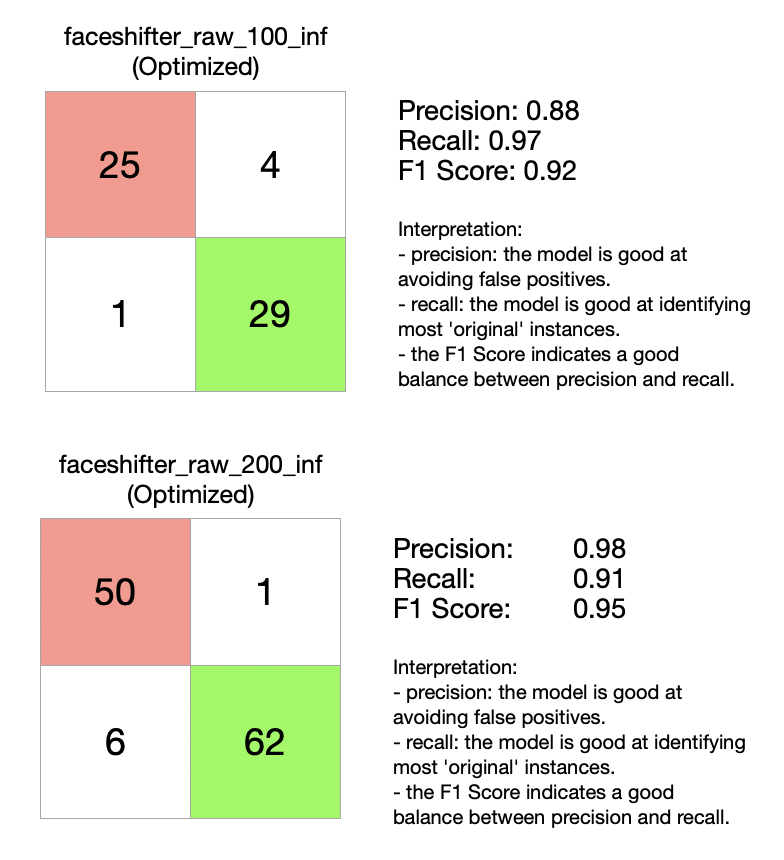 faceshifter_raw_100_inf
(Optimized)
25 4
1 29
Precision: 0.88
Recall: 0.97
F1 Score: 0.92
Interpretation:
- precision: the model is good at
avoiding false positives.
- recall: the model is good at identifying
most 'original' instances.
- the F1 Score indicates a good
balance between precision and recall.
faceshifter_raw_200_inf
(Optimized)
50 1
6 62
Precision: 0.98
Recall: 0.91
F1 Score: 0.95
Interpretation:
- precision: the model is good at
avoiding false positives.
- recall: the model is good at identifying
most 'original' instances.
- the F1 Score indicates a good
balance between precision and recall.